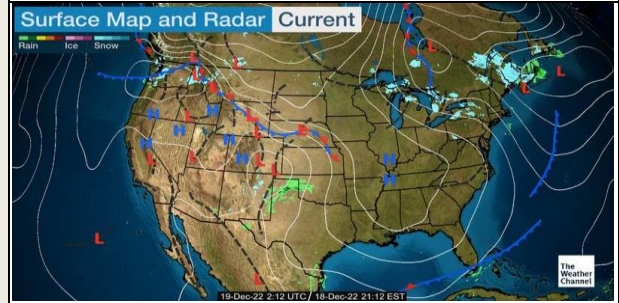 Surface Map and Radar Current
Rain Ice Snow
L
L
L
L
L
L
H
L
H
L
H
L
H
L
L
H
H
L
H
L
L
L
L
H
L
The
Weather
Channel
L
19-Dec-22 2:12 UTC / 18-Dec-22 21:12 EST